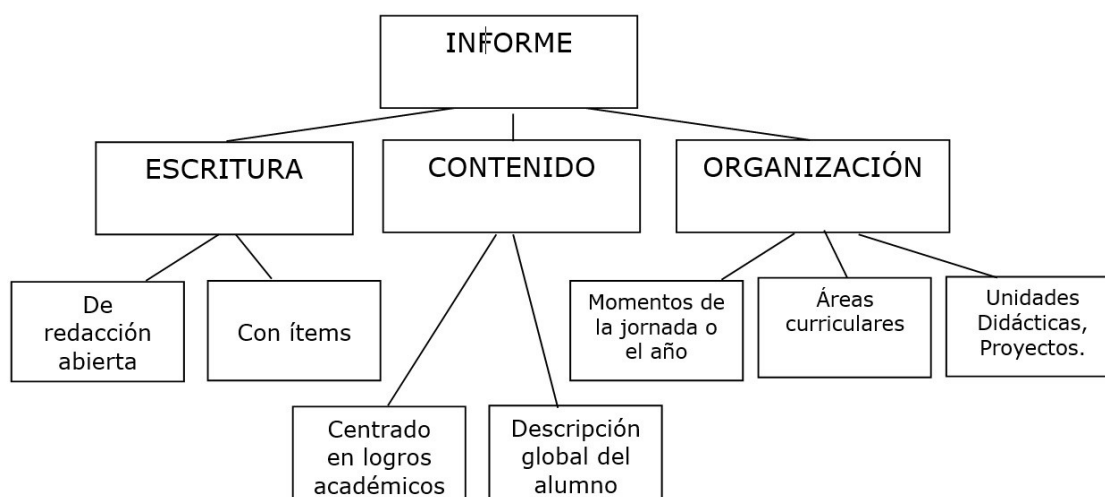 INFORME
ESCRITURA
CONTENIDO
ORGANIZACIÓN
De
redacción
abierta
Con ítems
Centrado
en logros
académicos
Descripción
global del
alumno
Momentos de
la jornada o
el año
Áreas
curriculares
Unidades
Didácticas,
Proyectos.